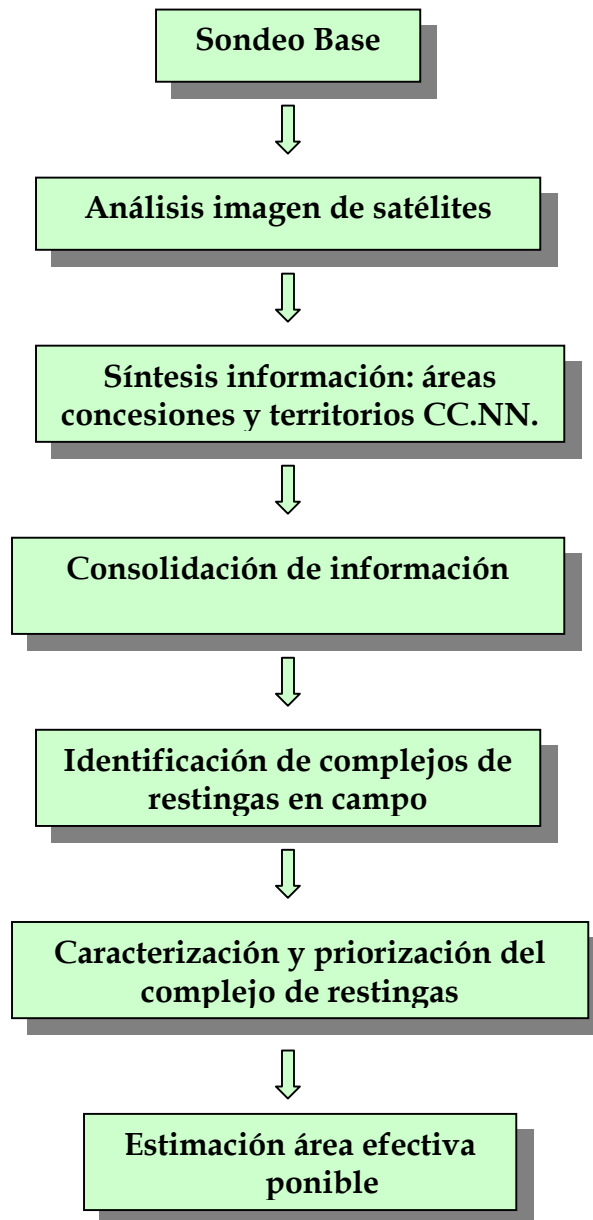 Sondeo Base
Análisis imagen de satélites
Síntesis información: áreas
concesiones y territorios CC.NN.
Consolidación de información
Identificación de complejos de
restingas en campo
Caracterización y priorización del
complejo de restingas
Estimación área efectiva
ponible